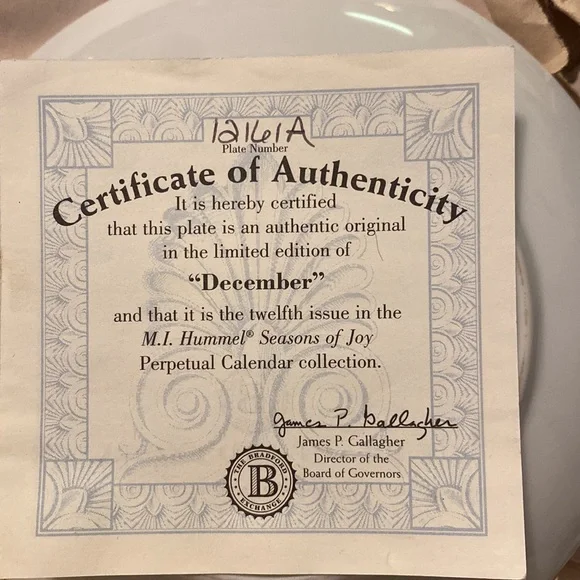 12161A
Plate Number
Certificate of Authenticity
It is hereby certified
that this plate is an authentic original
in the limited edition of
“December”
and that it is the twelfth issue in the
M.I. Hummel® Seasons of Joy
Perpetual Calendar collection.
James P. Gallagher
James P. Gallagher
Director of the
Board of Governors
THE BRADFORD
B
EXCHANGE